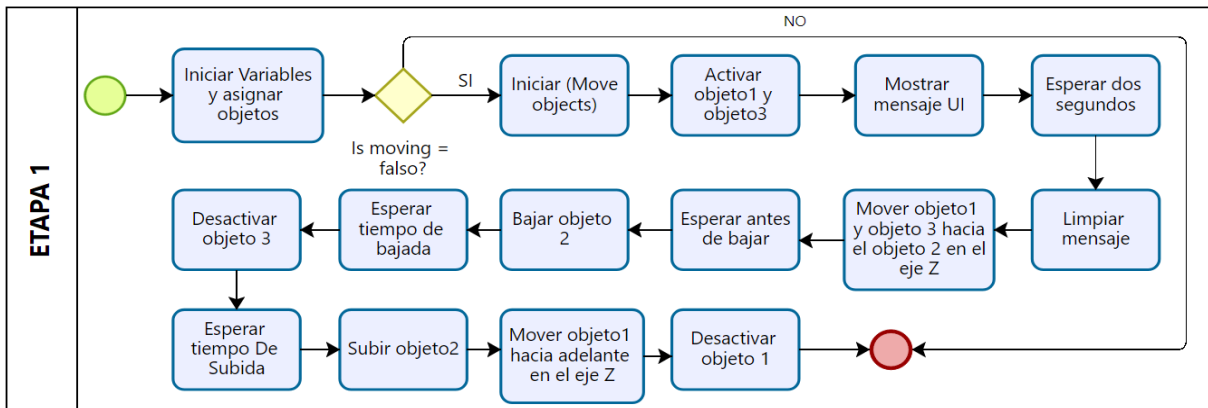 ETAPA 1
Iniciar Variables
y asignar
objetos
Is moving =
falso?
SI
NO
Iniciar (Move
objects)
Activar
objeto1 y
objeto3
Mostrar
mensaje UI
Esperar dos
segundos
Limpiar
mensaje
Mover objeto1
y objeto 3 hacia
el objeto 2 en el
eje Z
Esperar antes
de bajar
Bajar objeto
2
Esperar
tiempo de
bajada
Desactivar
objeto 3
Esperar
tiempo De
Subida
Subir objeto2
Mover objeto1
hacia adelante
en el eje Z
Desactivar
objeto 1